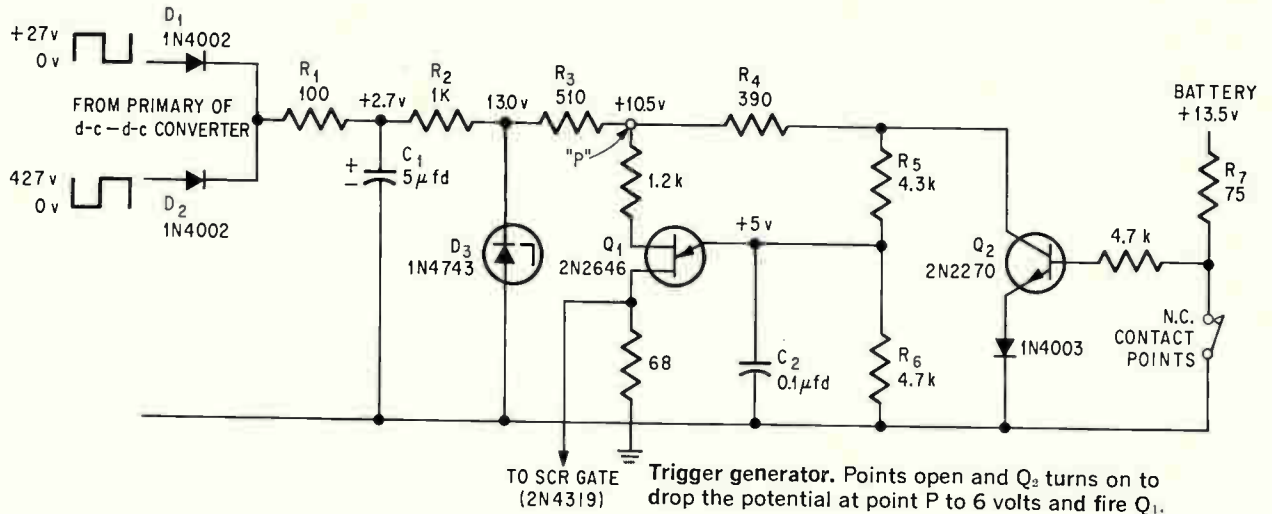 +27v
0v
D₁
1N4002
FROM PRIMARY OF
d-c–d-c CONVERTER
427v
0v
D₂
1N4002
R₁
100
+2.7v
R₂
1K
13.0v
R₃
510
+10.5v
"P"
R₄
390
C₁
5μfd
+
–
D₃
1N4743
1.2k
Q₁
2N2646
+5v
68
C₂
0.1μfd
R₅
4.3k
R₆
4.7k
Q₂
2N2270
1N4003
4.7k
BATTERY
+13.5v
R₇
75
N.C.
CONTACT
POINTS
TO SCR GATE
(2N4319)
Trigger generator. Points open and Q₂ turns on to
drop the potential at point P to 6 volts and fire Q₁.